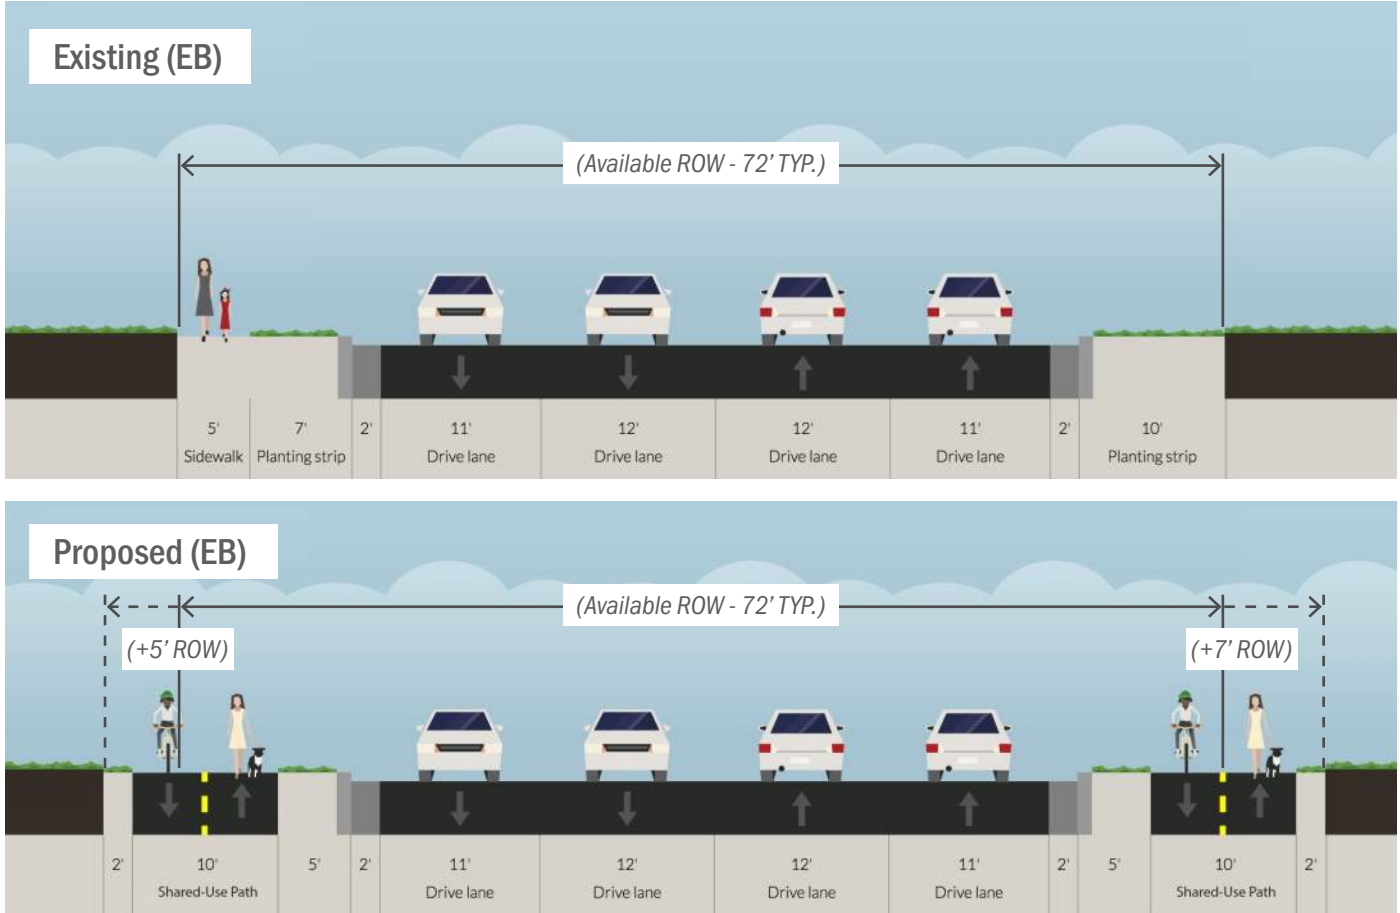 Existing (EB)
(Available ROW - 72’ TYP.)
5' 7' 2' 11' 12' 12' 11' 2' 10'
Sidewalk Planting strip Drive lane Drive lane Drive lane Drive lane Planting strip
Proposed (EB)
(Available ROW - 72’ TYP.)
(+5’ ROW) (+7’ ROW)
2' 10' 5' 2' 11' 12' 12' 11' 2' 5' 10' 2'
Shared-Use Path Drive lane Drive lane Drive lane Drive lane Shared-Use Path